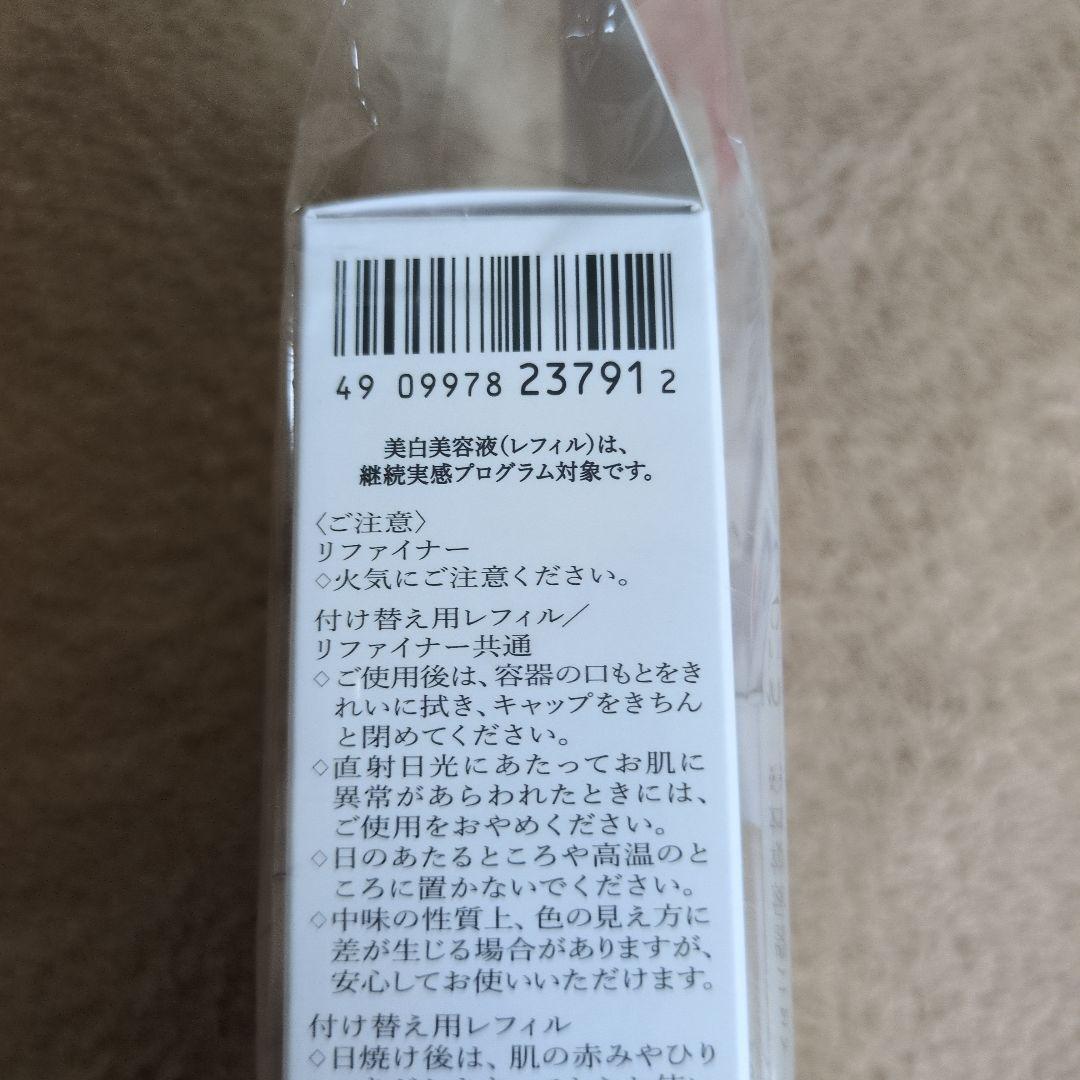 49 09978 23791 2
美白美容液(レフィル)は、
継続実感プログラム対象です。
〈ご注意〉
リファイナー
◇火気にご注意ください。
付け替え用レフィル/
リファイナー共通
◇ご使用後は、容器の口もとをき
れいに拭き、キャップをきちん
と閉めてください。
◇直射日光にあたってお肌に
異常があらわれたときには、
ご使用をおやめください。
◇日のあたるところや高温のと
ころに置かないでください。
◇中味の性質上、色の見え方に
差が生じる場合がありますが、
安心してお使いいただけます。
付け替え用レフィル
◇日焼け後は、肌の赤みやひり